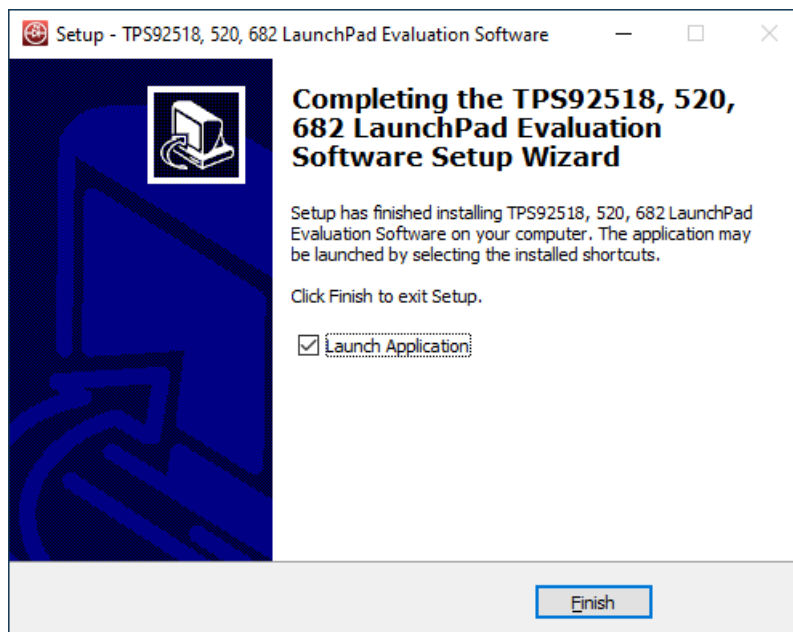 Setup - TPS92518, 520, 682 LaunchPad Evaluation Software
Completing the TPS92518, 520,
682 LaunchPad Evaluation
Software Setup Wizard
Setup has finished installing TPS92518, 520, 682 LaunchPad
Evaluation Software on your computer. The application may
be launched by selecting the installed shortcuts.
Click Finish to exit Setup.
Launch Application
Finish